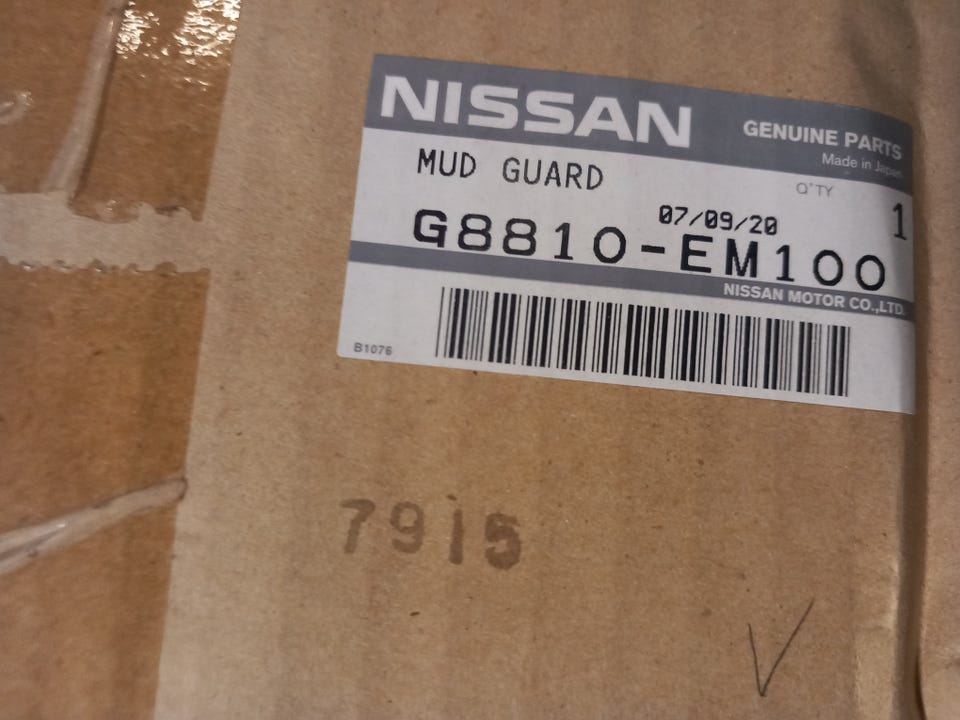 NISSAN
GENUINE PARTS
Made in Japan
MUD GUARD
Q'TY
07/09/20
1
G8810-EM100
NISSAN MOTOR CO.,LTD.
B1076
7915